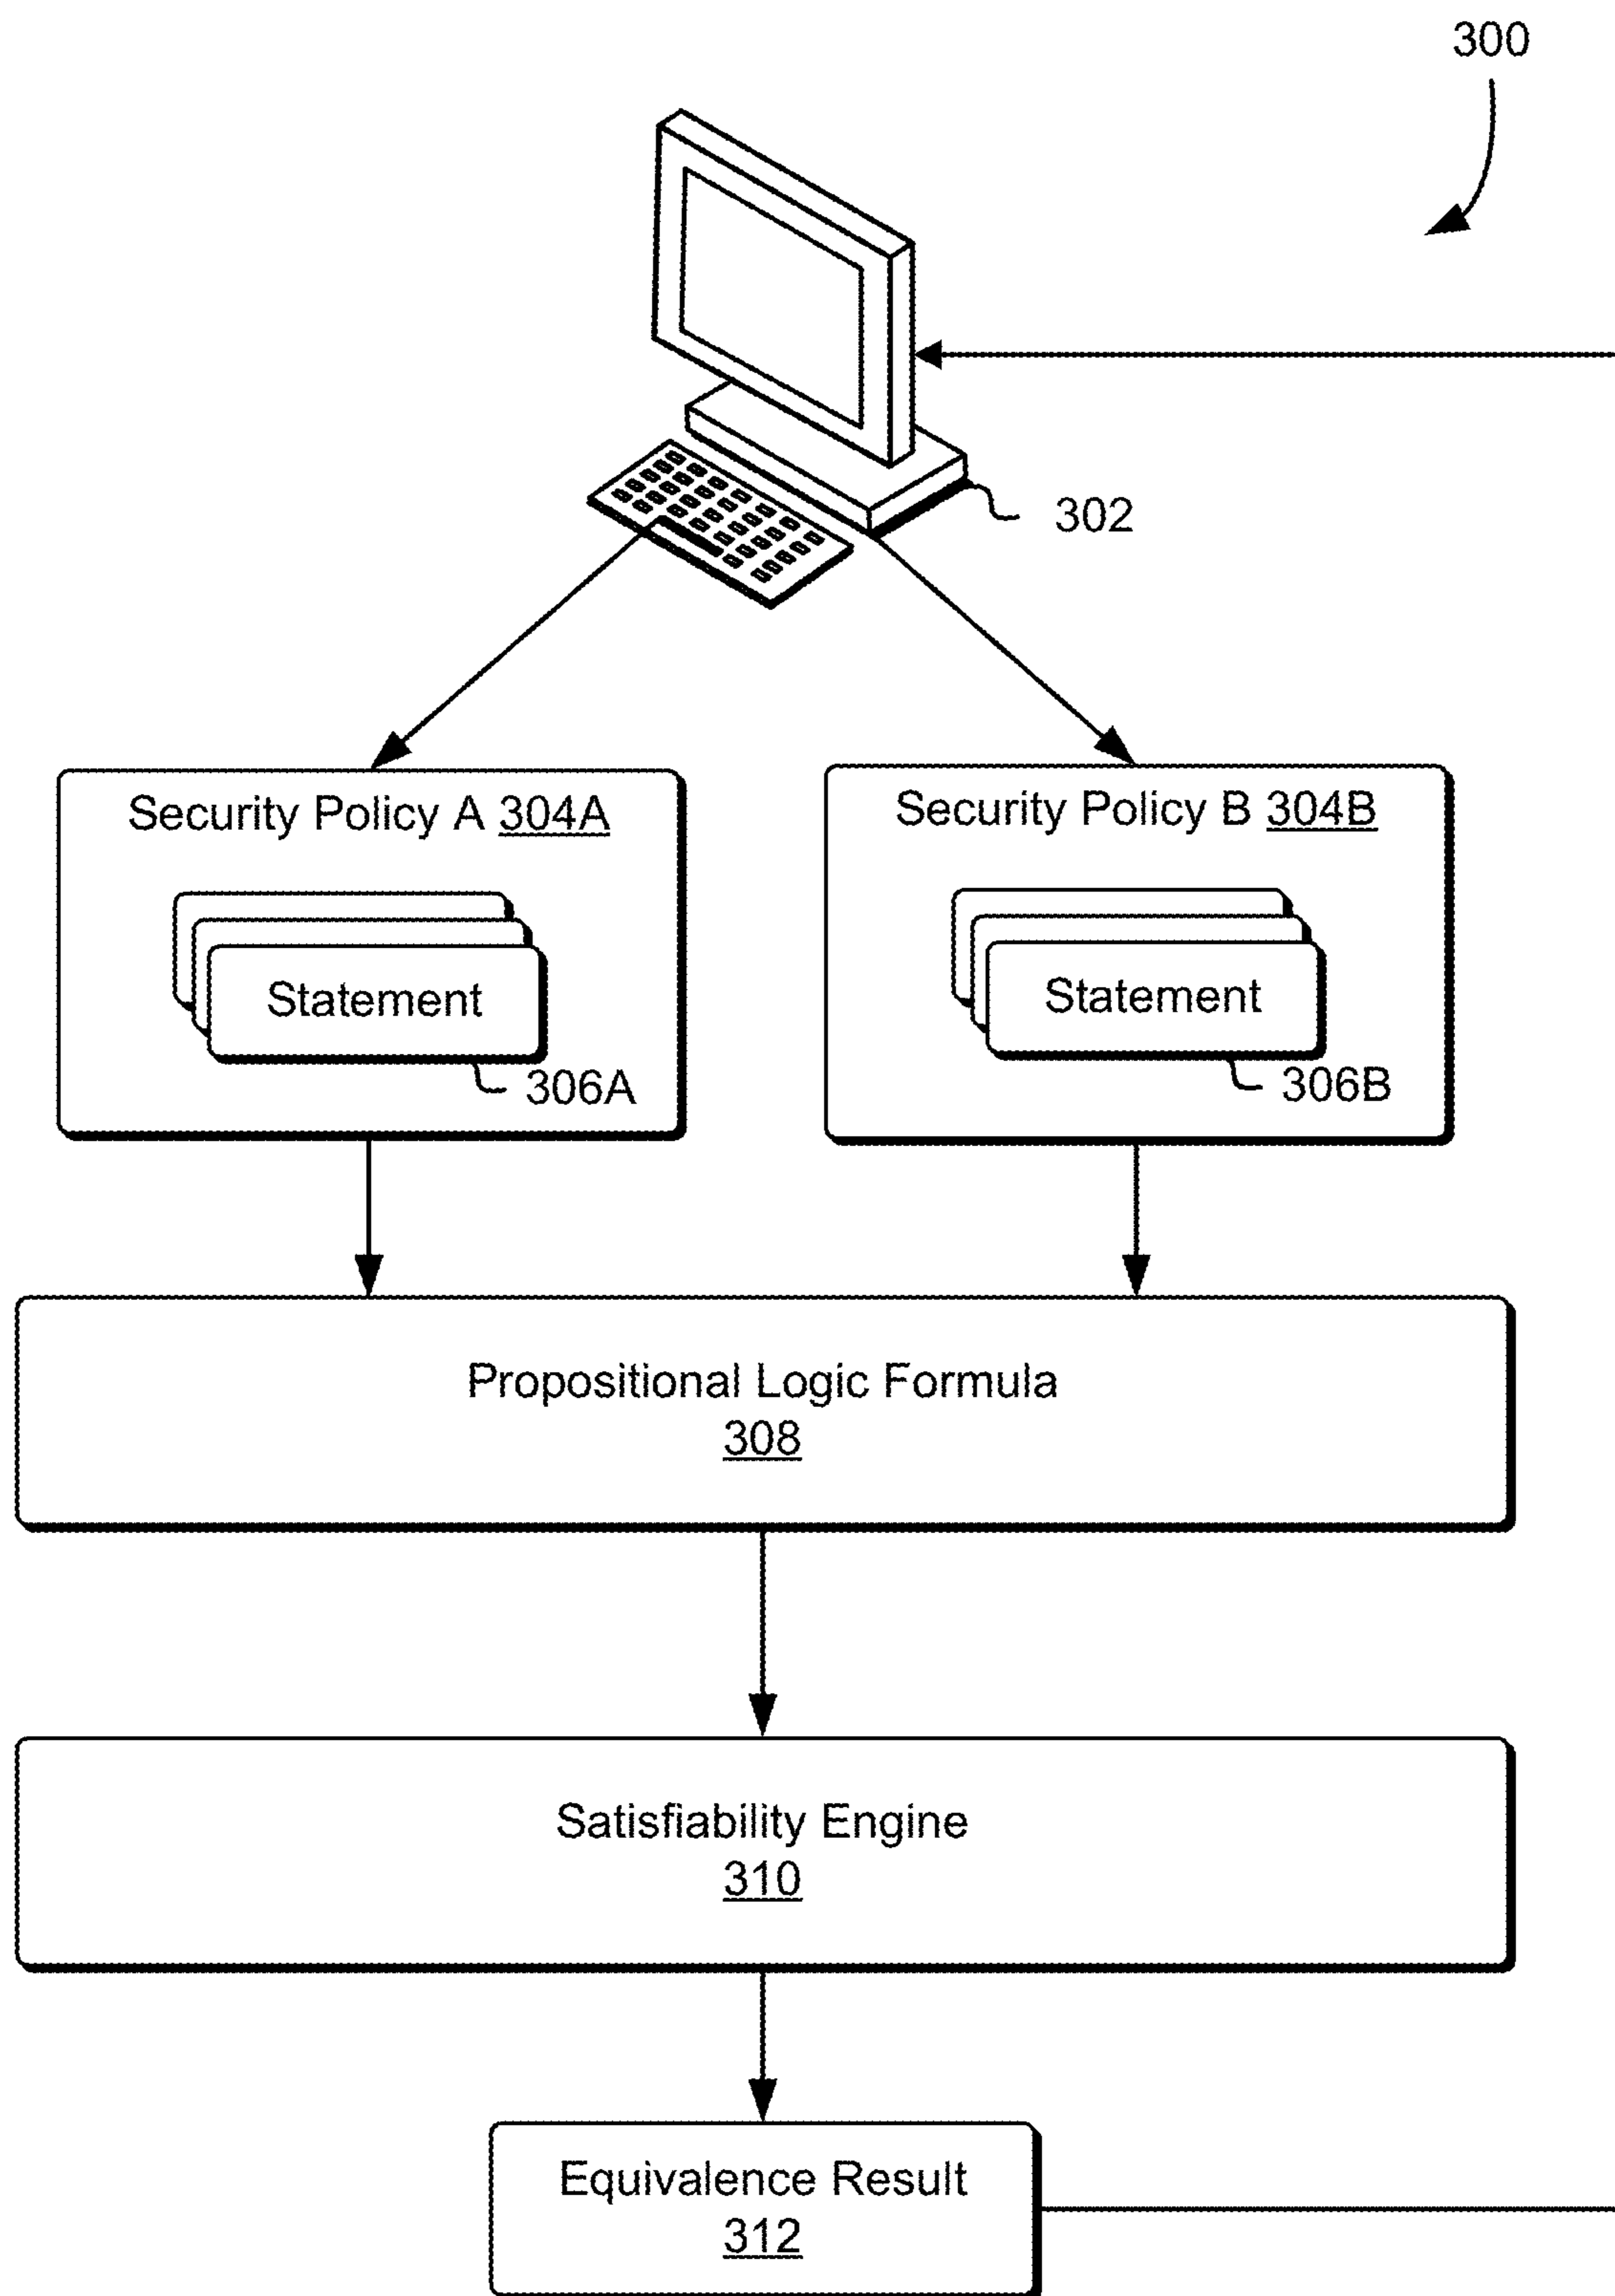 300
302
Security Policy A 304A
Statement
306A
Security Policy B 304B
Statement
306B
Propositional Logic Formula
308
Satisfiability Engine
310
Equivalence Result
312